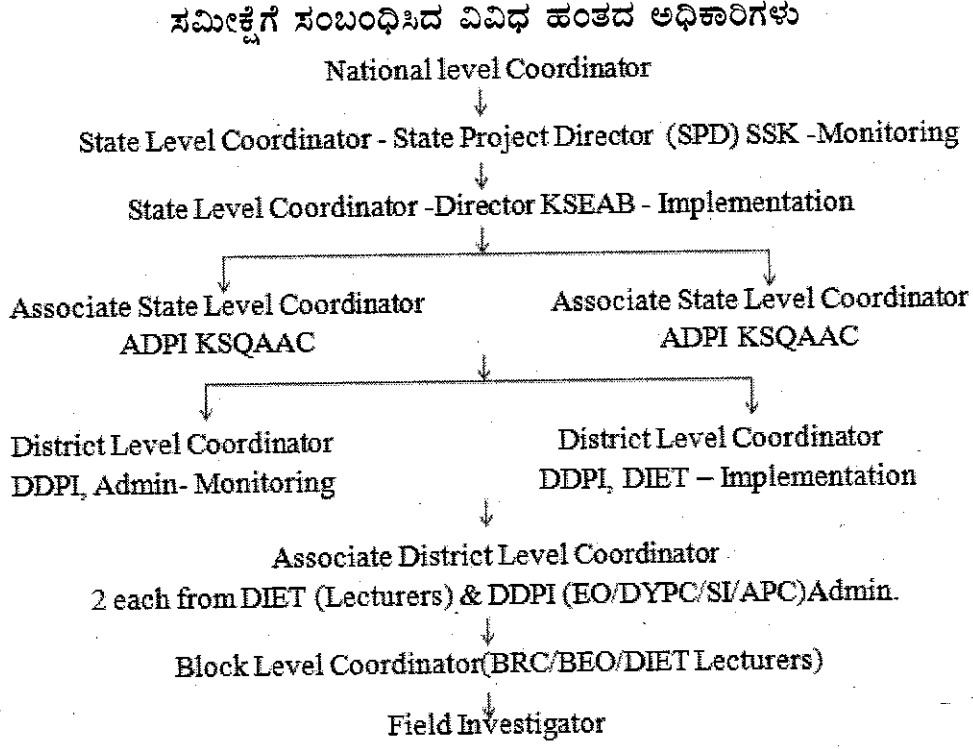 ಸಮೀಕ್ಷೆಗೆ ಸಂಬಂಧಿಸಿದ ವಿವಿಧ ಹಂತದ ಅಧಿಕಾರಿಗಳು
National level Coordinator
State Level Coordinator - State Project Director (SPD) SSK -Monitoring
State Level Coordinator -Director KSEAB - Implementation
Associate State Level Coordinator
ADPI KSQAAC
Associate State Level Coordinator
ADPI KSQAAC
District Level Coordinator
DDPI, Admin- Monitoring
District Level Coordinator
DDPI, DIET – Implementation
Associate District Level Coordinator
2 each from DIET (Lecturers) & DDPI (EO/DYPC/SI/APC)Admin.
Block Level Coordinator(BRC/BEO/DIET Lecturers)
Field Investigator